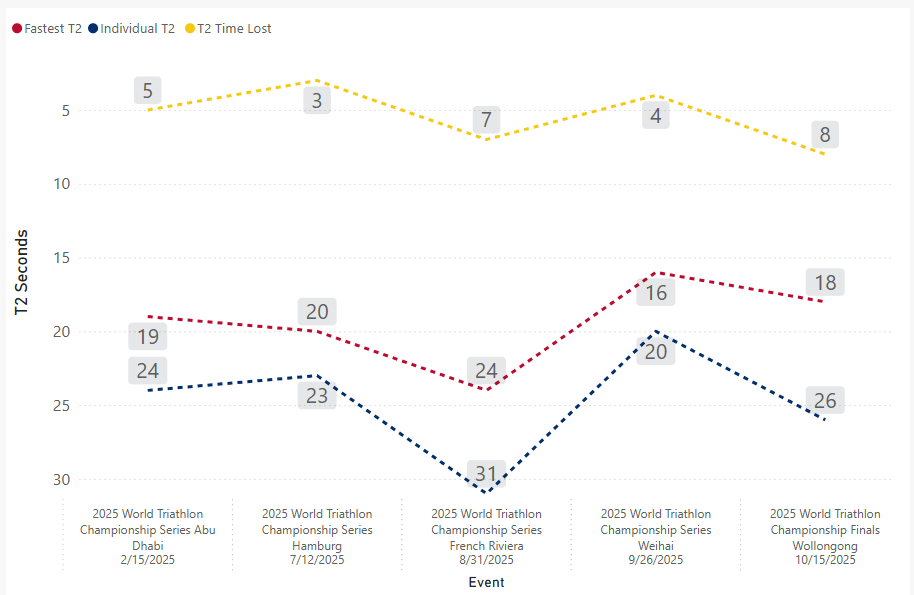 Fastest T2 Individual T2 T2 Time Lost
T2 Seconds
5
10
15
20
25
30
5
3
7
4
8
19
20
24
16
18
24
23
31
20
26
2025 World Triathlon
Championship Series Abu
Dhabi
2/15/2025
2025 World Triathlon
Championship Series
Hamburg
7/12/2025
2025 World Triathlon
Championship Series
French Riviera
8/31/2025
2025 World Triathlon
Championship Series
Weihai
9/26/2025
2025 World Triathlon
Championship Finals
Wollongong
10/15/2025
Event